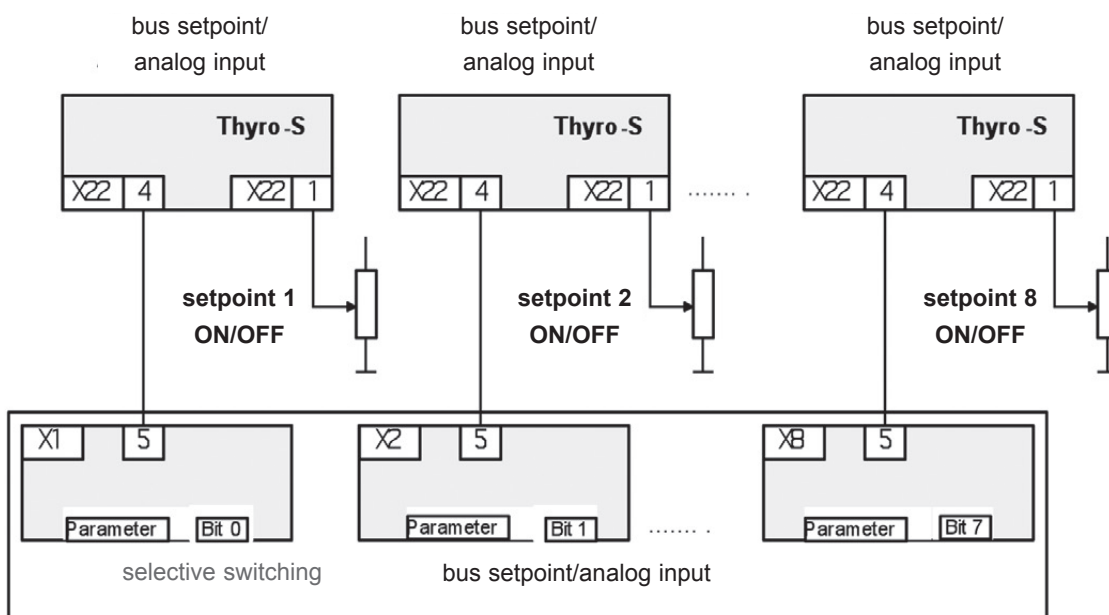 bus setpoint/ bus setpoint/ bus setpoint/
analog input analog input analog input
Thyro-S Thyro-S Thyro-S
X22 4 X22 1 X22 4 X22 1 ........ X22 4 X22 1
setpoint 1 setpoint 2 setpoint 8
ON/OFF ON/OFF ON/OFF
X1 5 X2 5 X8 5
Parameter Bit 0 Parameter Bit 1 ........ Parameter Bit 7
selective switching bus setpoint/analog input